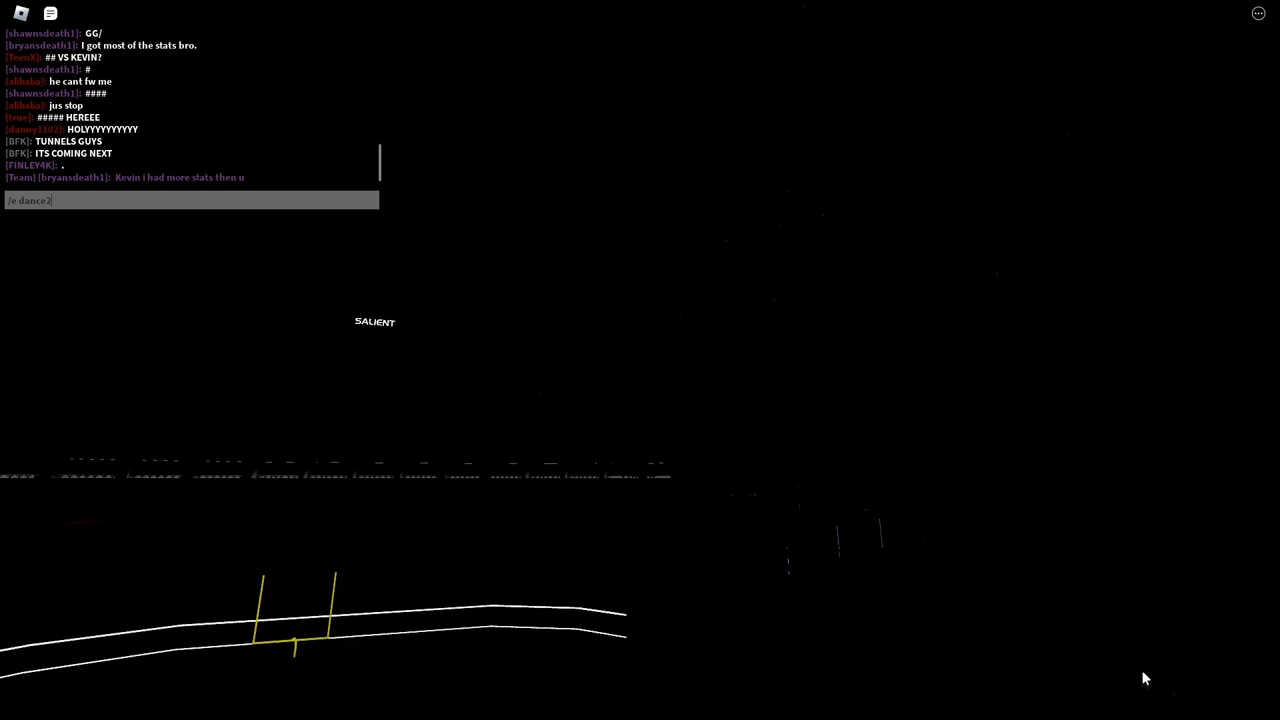 [shawnsdeath1]: GG/
[bryansdeath1]: I got most of the stats bro.
[TeenX]: ## VS KEVIN?
[shawnsdeath1]: #
[alibaba]: he cant fw me
[shawnsdeath1]: ####
[alibaba]: jus stop
[true]: ##### HEREEE
[danny1102]: HOLYYYYYYYYYY
[BFK]: TUNNELS GUYS
[BFK]: ITS COMING NEXT
[FINLEY4K]: .
[Team] [bryansdeath1]: Kevin i had more stats then u
/e dance2
SALIENT